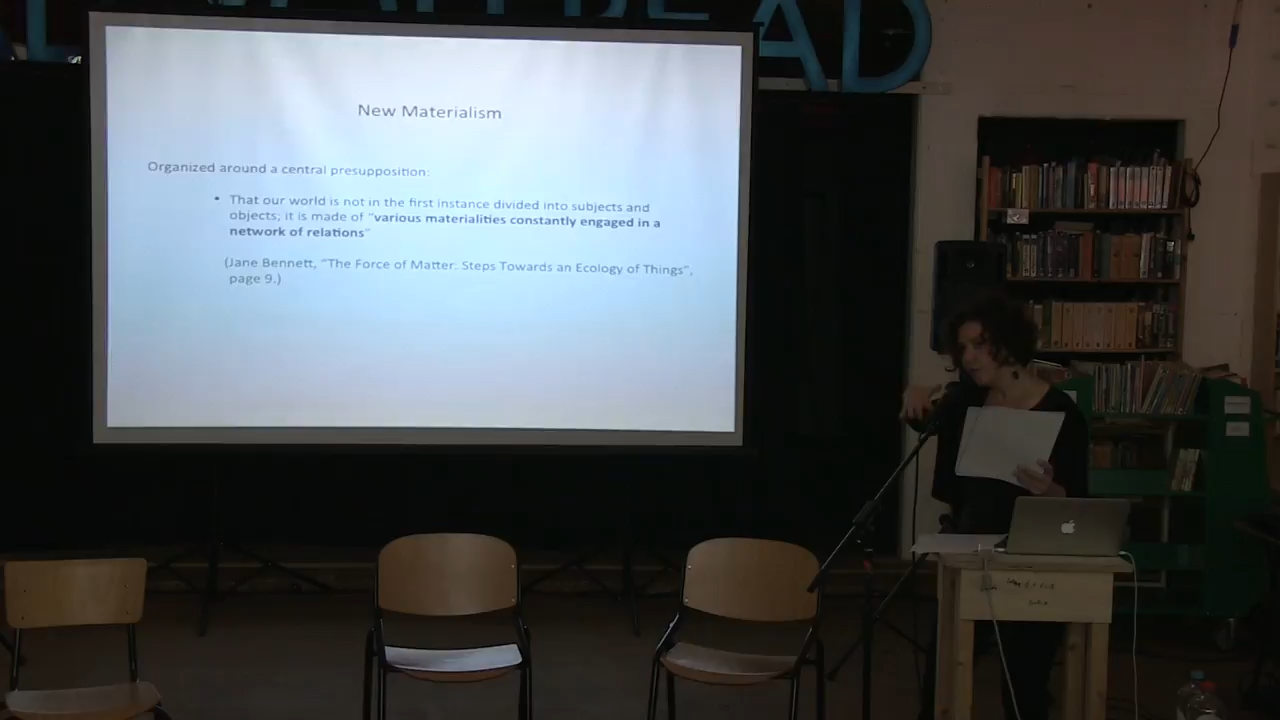 New Materialism
Organized around a central presupposition:
• That our world is not in the first instance divided into subjects and
objects; it is made of "various materialities constantly engaged in a
network of relations"
(Jane Bennett, "The Force of Matter: Steps Towards an Ecology of Things",
page 9.)